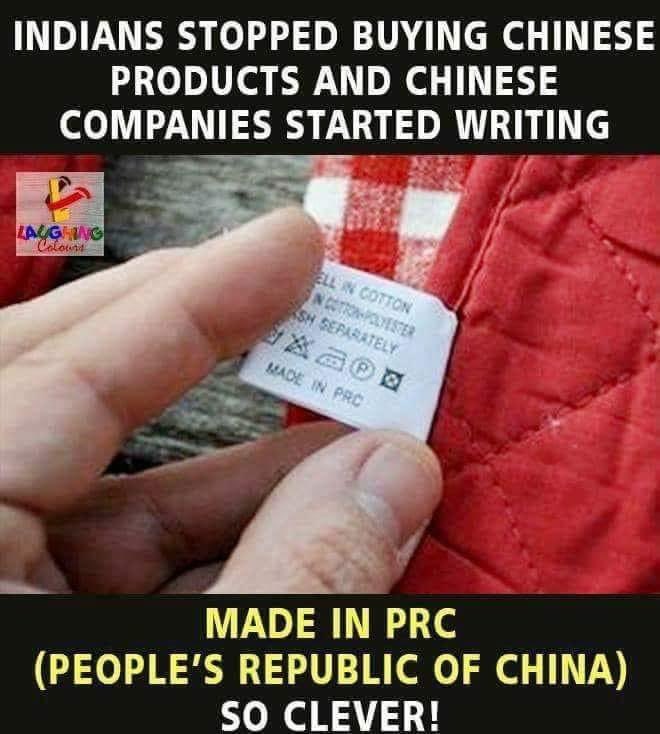 INDIANS STOPPED BUYING CHINESE
PRODUCTS AND CHINESE
COMPANIES STARTED WRITING
LAUGHING
Colours
ELL IN COTTON
N COTTON-POLYESTER
ASH SEPARATELY
P
MADE IN PRC
MADE IN PRC
(PEOPLE'S REPUBLIC OF CHINA)
SO CLEVER!